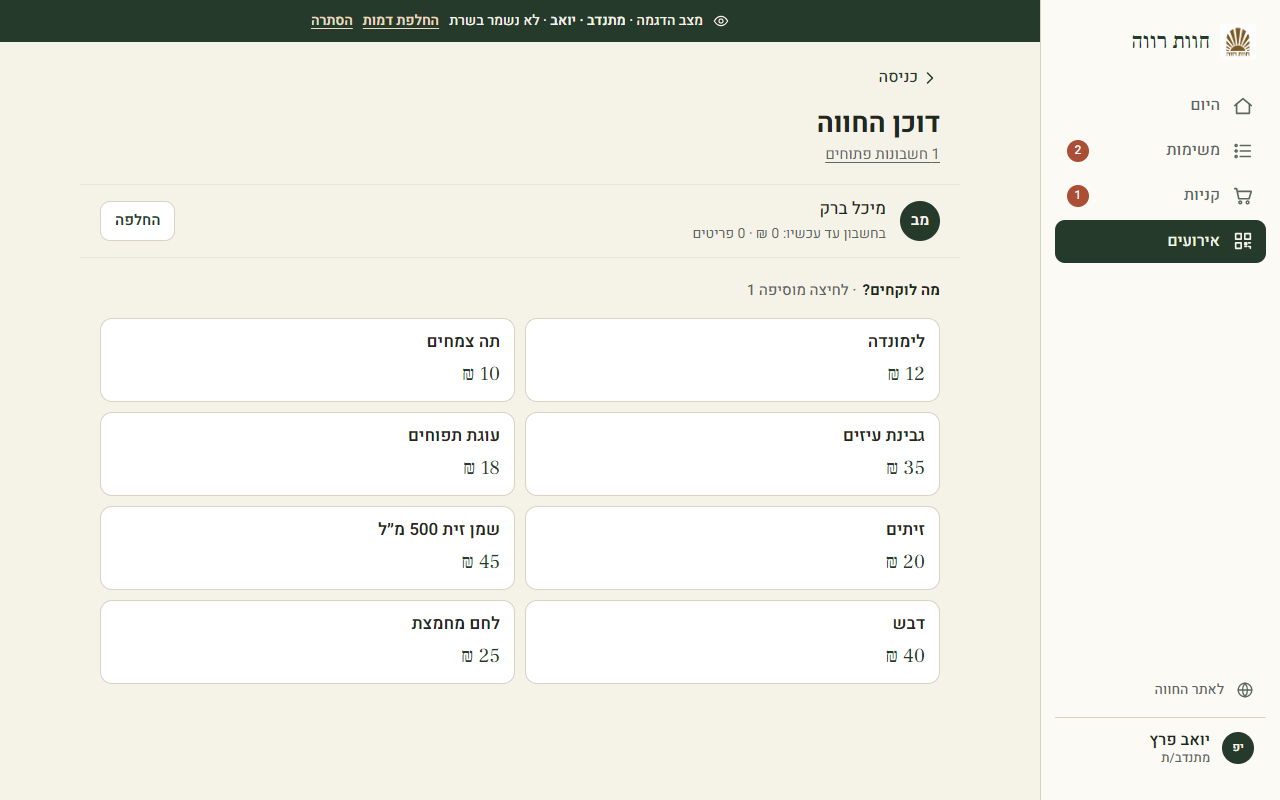 מצב הדגמה · מתנדב · יואב · לא נשמר בשרת החלפת דמות הסתרה
חוות רווה
היום
משימות 2
קניות 1
אירועים
לאתר החווה
יפ
יואב פרץ
מתנדב/ת
כניסה
דוכן החווה
1 חשבונות פתוחים
מב
מיכל ברק
בחשבון עד עכשיו: 0 ₪ · 0 פריטים
החלפה
מה לוקחים? · לחיצה מוסיפה 1
לימונדה
12 ₪
תה צמחים
10 ₪
גבינת עיזים
35 ₪
עוגת תפוחים
18 ₪
זיתים
20 ₪
שמן זית 500 מ״ל
45 ₪
דבש
40 ₪
לחם מחמצת
25 ₪